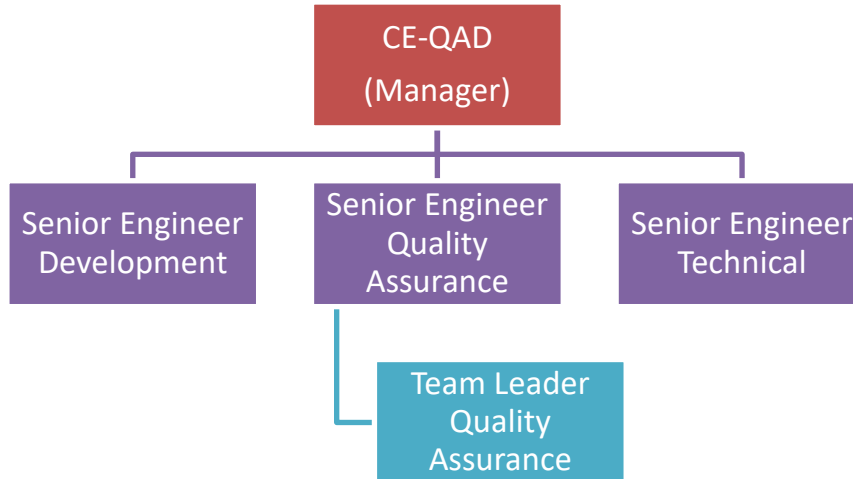 CE-QAD
(Manager)
Senior Engineer
Development
Senior Engineer
Quality
Assurance
Senior Engineer
Technical
Team Leader
Quality
Assurance